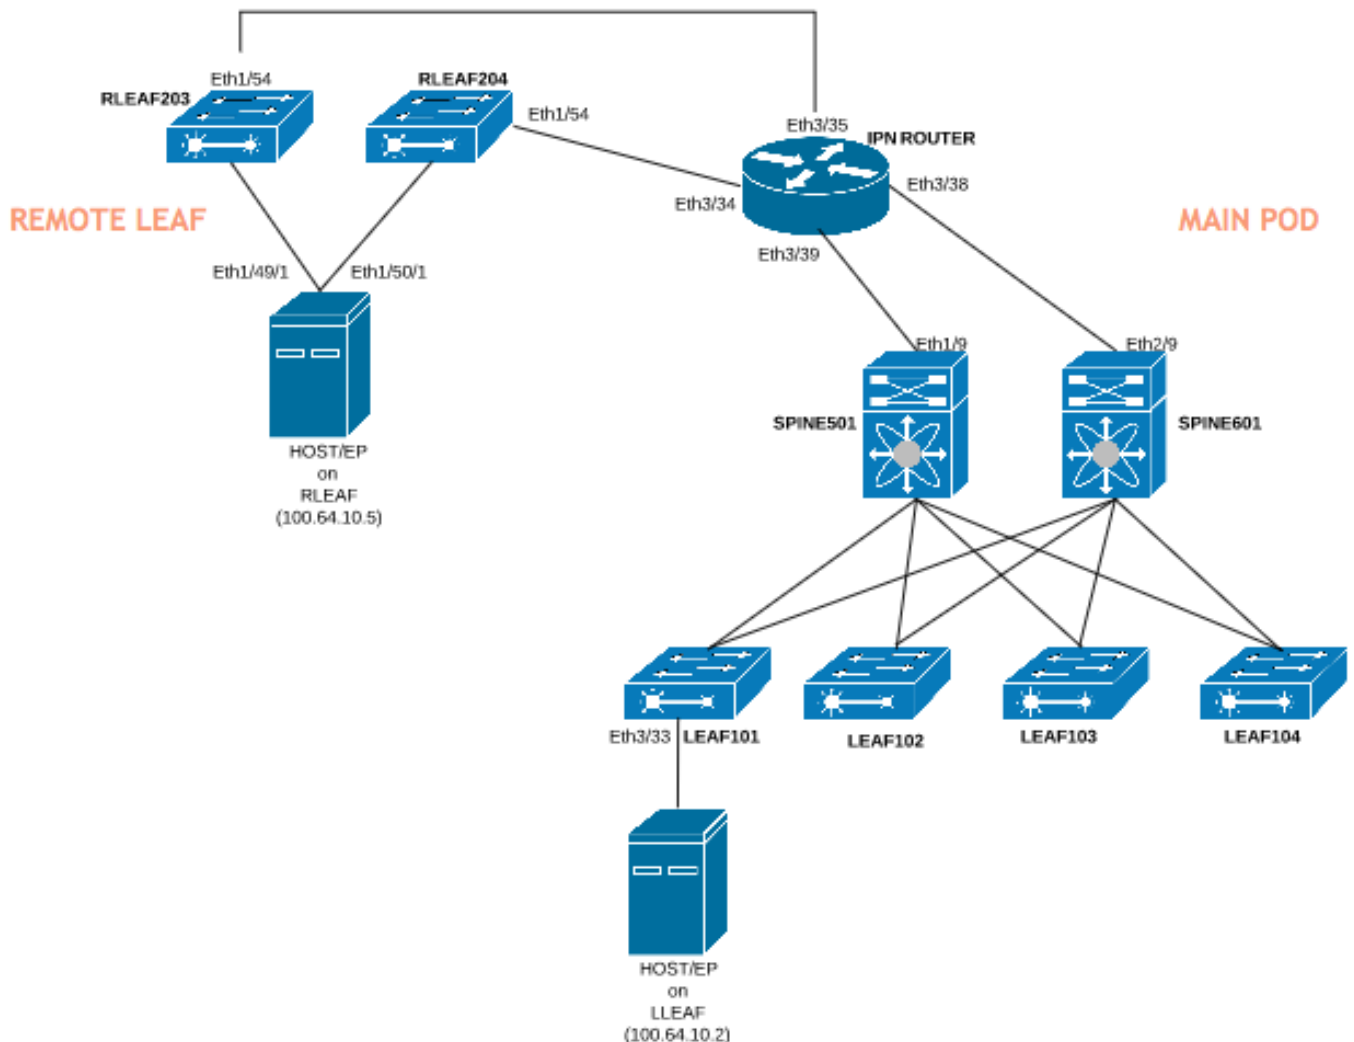 Eth1/54
RLEAF203
RLEAF204
Eth1/54
Eth3/35
IPN ROUTER
Eth3/38
Eth3/34
REMOTE LEAF
MAIN POD
Eth3/39
Eth1/49/1
Eth1/50/1
Eth1/9
Eth2/9
SPINE501
SPINE601
HOST/EP
on
RLEAF
(100.64.10.5)
Eth3/33
LEAF101
LEAF102
LEAF103
LEAF104
HOST/EP
on
LLEAF
(100.64.10.2)